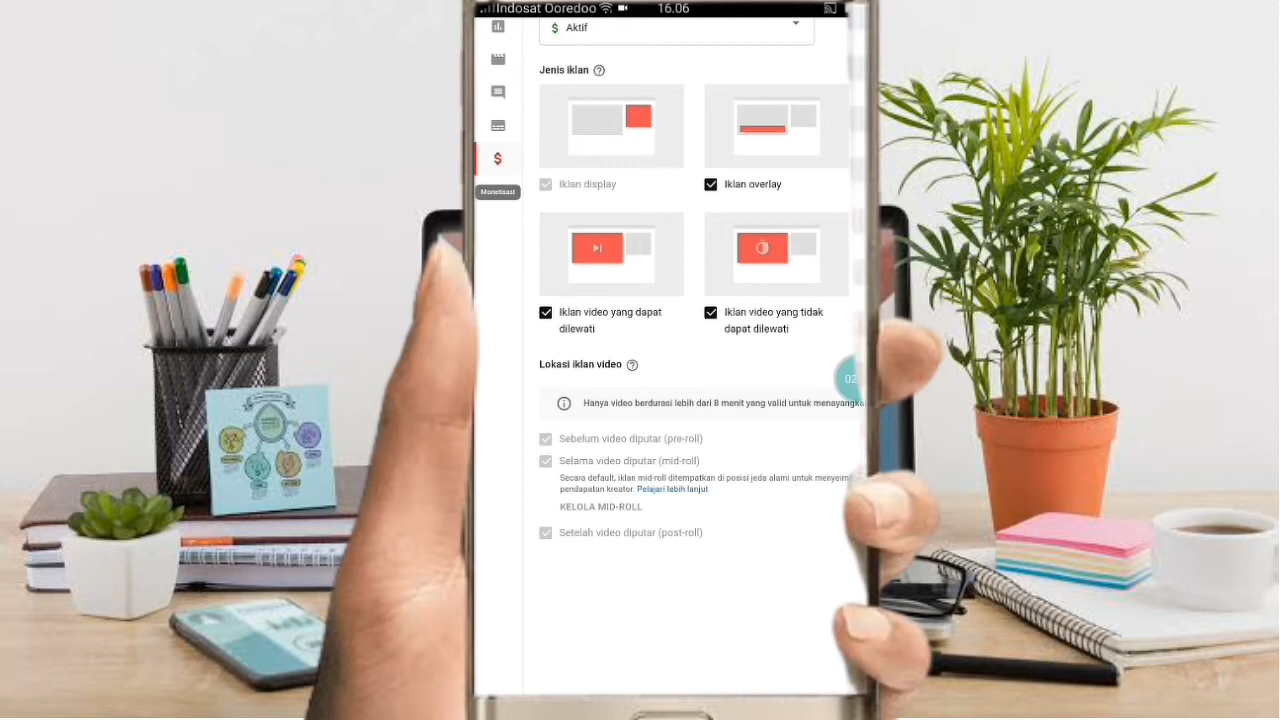 Indosat Ooredoo
16.06
Aktif
Jenis iklan
Iklan display
Iklan overlay
Monetisasi
Iklan video yang dapat
dilewati
Iklan video yang tidak
dapat dilewati
Lokasi iklan video
02
Hanya video berdurasi lebih dari 8 menit yang valid untuk
Sebelum video diputar (pre-roll)
Selama video diputar (mid-roll)
Secara default, iklan mid-roll ditempatkan di posisi jeda alami untuk
pendapatan kreator. Pelajari lebih lanjut
KELOLA MID-ROLL
Setelah video diputar (post-roll)